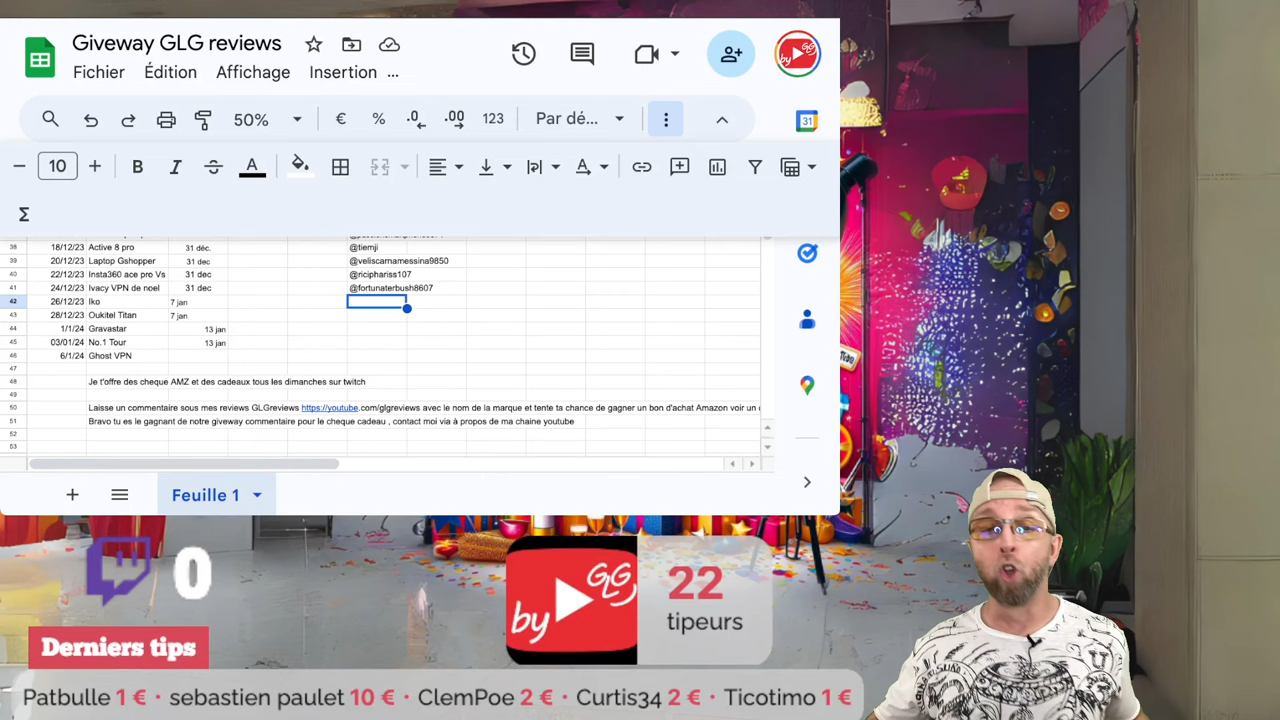 Giveway GLG reviews
Fichier Édition Affichage Insertion ...
by GLG
50% € % .0 .00 123 Par dé...
31
10 B I A
Σ
38 18/12/23 Active 8 pro 31 déc. @tiemji
39 20/12/23 Laptop Gshopper 31 dec @veliscarnamessina9850
40 22/12/23 Insta360 ace pro Vs 31 dec @riciphariss107
41 24/12/23 Ivacy VPN de noel 31 dec @fortunaterbush8607
42 26/12/23 Iko 7 jan
43 28/12/23 Oukitel Titan 7 jan
44 1/1/24 Gravastar 13 jan
45 03/01/24 No.1 Tour 13 jan
46 6/1/24 Ghost VPN
47
48 Je t'offre des cheque AMZ et des cadeaux tous les dimanches sur twitch
49
50 Laisse un commentaire sous mes reviews GLGreviews https://youtube.com/glgreviews avec le nom de la marque et tente ta chance de gagner un bon d'achat Amazon voir un
51 Bravo tu es le gagnant de notre giveway commentaire pour le cheque cadeau , contact moi via à propos de ma chaine youtube
52
53
Feuille 1
0
by GLG
22
tipeurs
Derniers tips
Patbulle 1 € · sebastien paulet 10 € · ClemPoe 2 € · Curtis34 2 € · Ticotimo 1 €